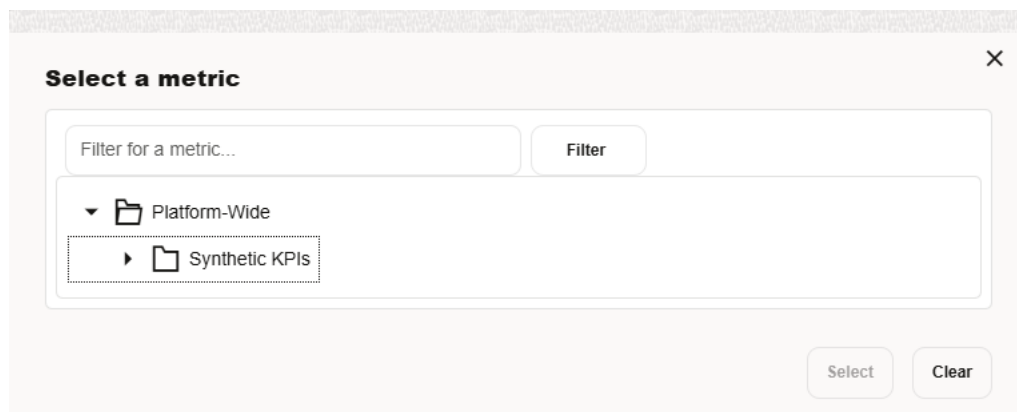 Select a metric
Filter for a metric... Filter
Platform-Wide
Synthetic KPIs
Select Clear